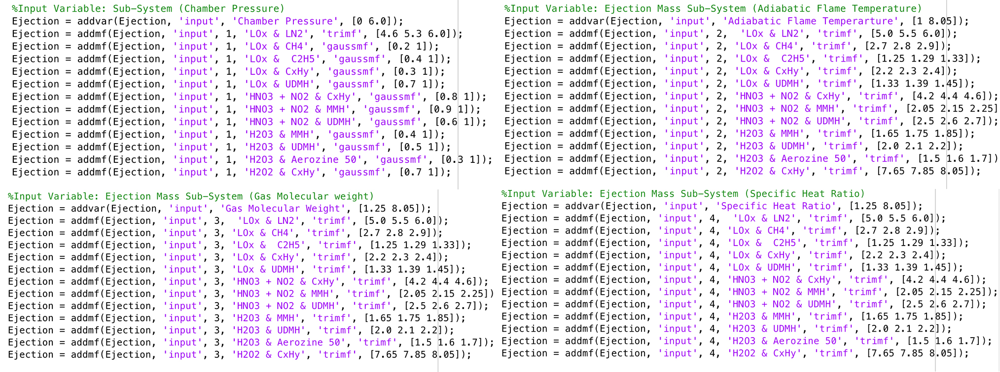 %Input Variable: Sub-System (Chamber Pressure)
Ejection = addvar(Ejection, 'input', 'Chamber Pressure', [0 6.0]);
Ejection = addmf(Ejection, 'input', 1, 'LOx & LN2', 'trimf', [4.6 5.3 6.0]);
Ejection = addmf(Ejection, 'input', 1, 'LOx & CH4', 'gaussmf', [0.2 1]);
Ejection = addmf(Ejection, 'input', 1, 'LOx &  C2H5', 'gaussmf', [0.4 1]);
Ejection = addmf(Ejection, 'input', 1, 'LOx & CxHy', 'gaussmf', [0.3 1]);
Ejection = addmf(Ejection, 'input', 1, 'LOx & UDMH', 'gaussmf', [0.7 1]);
Ejection = addmf(Ejection, 'input', 1, 'HNO3 + NO2 & CxHy', 'gaussmf', [0.8 1]);
Ejection = addmf(Ejection, 'input', 1, 'HNO3 + NO2 & MMH', 'gaussmf', [0.9 1]);
Ejection = addmf(Ejection, 'input', 1, 'HNO3 + NO2 & UDMH', 'gaussmf', [0.6 1]);
Ejection = addmf(Ejection, 'input', 1, 'H2O3 & MMH', 'gaussmf', [0.4 1]);
Ejection = addmf(Ejection, 'input', 1, 'H2O3 & UDMH', 'gaussmf', [0.5 1]);
Ejection = addmf(Ejection, 'input', 1, 'H2O3 & Aerozine 50', 'gaussmf', [0.3 1]);
Ejection = addmf(Ejection, 'input', 1, 'H2O2 & CxHy', 'gaussmf', [0.7 1]);
%Input Variable: Ejection Mass Sub-System (Adiabatic Flame Temperature)
Ejection = addvar(Ejection, 'input', 'Adiabatic Flame Temperarture', [1 8.05]);
Ejection = addmf(Ejection, 'input', 2,  'LOx & LN2', 'trimf', [5.0 5.5 6.0]);
Ejection = addmf(Ejection, 'input', 2, 'LOx & CH4', 'trimf', [2.7 2.8 2.9]);
Ejection = addmf(Ejection, 'input', 2, 'LOx &  C2H5', 'trimf', [1.25 1.29 1.33]);
Ejection = addmf(Ejection, 'input', 2, 'LOx & CxHy', 'trimf', [2.2 2.3 2.4]);
Ejection = addmf(Ejection, 'input', 2, 'LOx & UDMH', 'trimf', [1.33 1.39 1.45]);
Ejection = addmf(Ejection, 'input', 2, 'HNO3 + NO2 & CxHy', 'trimf', [4.2 4.4 4.6]);
Ejection = addmf(Ejection, 'input', 2, 'HNO3 + NO2 & MMH', 'trimf', [2.05 2.15 2.25]
Ejection = addmf(Ejection, 'input', 2, 'HNO3 + NO2 & UDMH', 'trimf', [2.5 2.6 2.7]);
Ejection = addmf(Ejection, 'input', 2, 'H2O3 & MMH', 'trimf', [1.65 1.75 1.85]);
Ejection = addmf(Ejection, 'input', 2, 'H2O3 & UDMH', 'trimf', [2.0 2.1 2.2]);
Ejection = addmf(Ejection, 'input', 2, 'H2O3 & Aerozine 50', 'trimf', [1.5 1.6 1.7])
Ejection = addmf(Ejection, 'input', 2, 'H2O2 & CxHy', 'trimf', [7.65 7.85 8.05]);
%Input Variable: Ejection Mass Sub-System (Gas Molecular weight)
Ejection = addvar(Ejection, 'input', 'Gas Molecular Weight', [1.25 8.05]);
Ejection = addmf(Ejection, 'input', 3,  'LOx & LN2', 'trimf', [5.0 5.5 6.0]);
Ejection = addmf(Ejection, 'input', 3, 'LOx & CH4', 'trimf', [2.7 2.8 2.9]);
Ejection = addmf(Ejection, 'input', 3, 'LOx &  C2H5', 'trimf', [1.25 1.29 1.33]);
Ejection = addmf(Ejection, 'input', 3, 'LOx & CxHy', 'trimf', [2.2 2.3 2.4]);
Ejection = addmf(Ejection, 'input', 3, 'LOx & UDMH', 'trimf', [1.33 1.39 1.45]);
Ejection = addmf(Ejection, 'input', 3, 'HNO3 + NO2 & CxHy', 'trimf', [4.2 4.4 4.6]);
Ejection = addmf(Ejection, 'input', 3, 'HNO3 + NO2 & MMH', 'trimf', [2.05 2.15 2.25])
Ejection = addmf(Ejection, 'input', 3, 'HNO3 + NO2 & UDMH', 'trimf', [2.5 2.6 2.7]);
Ejection = addmf(Ejection, 'input', 3, 'H2O3 & MMH', 'trimf', [1.65 1.75 1.85]);
Ejection = addmf(Ejection, 'input', 3, 'H2O3 & UDMH', 'trimf', [2.0 2.1 2.2]);
Ejection = addmf(Ejection, 'input', 3, 'H2O3 & Aerozine 50', 'trimf', [1.5 1.6 1.7]);
Ejection = addmf(Ejection, 'input', 3, 'H2O2 & CxHy', 'trimf', [7.65 7.85 8.05]);
%Input Variable: Ejection Mass Sub-System (Specific Heat Ratio)
Ejection = addvar(Ejection, 'input', 'Specific Heat Ratio', [1.25 8.05]);
Ejection = addmf(Ejection, 'input', 4,  'LOx & LN2', 'trimf', [5.0 5.5 6.0]);
Ejection = addmf(Ejection, 'input', 4, 'LOx & CH4', 'trimf', [2.7 2.8 2.9]);
Ejection = addmf(Ejection, 'input', 4, 'LOx &  C2H5', 'trimf', [1.25 1.29 1.33]);
Ejection = addmf(Ejection, 'input', 4, 'LOx & CxHy', 'trimf', [2.2 2.3 2.4]);
Ejection = addmf(Ejection, 'input', 4, 'LOx & UDMH', 'trimf', [1.33 1.39 1.45]);
Ejection = addmf(Ejection, 'input', 4, 'HNO3 + NO2 & CxHy', 'trimf', [4.2 4.4 4.6]);
Ejection = addmf(Ejection, 'input', 4, 'HNO3 + NO2 & MMH', 'trimf', [2.05 2.15 2.25]);
Ejection = addmf(Ejection, 'input', 4, 'HNO3 + NO2 & UDMH', 'trimf', [2.5 2.6 2.7]);
Ejection = addmf(Ejection, 'input', 4, 'H2O3 & MMH', 'trimf', [1.65 1.75 1.85]);
Ejection = addmf(Ejection, 'input', 4, 'H2O3 & UDMH', 'trimf', [2.0 2.1 2.2]);
Ejection = addmf(Ejection, 'input', 4, 'H2O3 & Aerozine 50', 'trimf', [1.5 1.6 1.7]);
Ejection = addmf(Ejection, 'input', 4, 'H2O2 & CxHy', 'trimf', [7.65 7.85 8.05]);